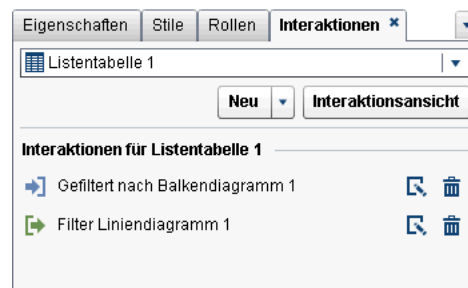 Eigenschaften Stile Rollen Interaktionen
Listentabelle 1
Neu Interaktionsansicht
Interaktionen für Listentabelle 1
Gefiltert nach Balkendiagramm 1
Filter Liniendiagramm 1